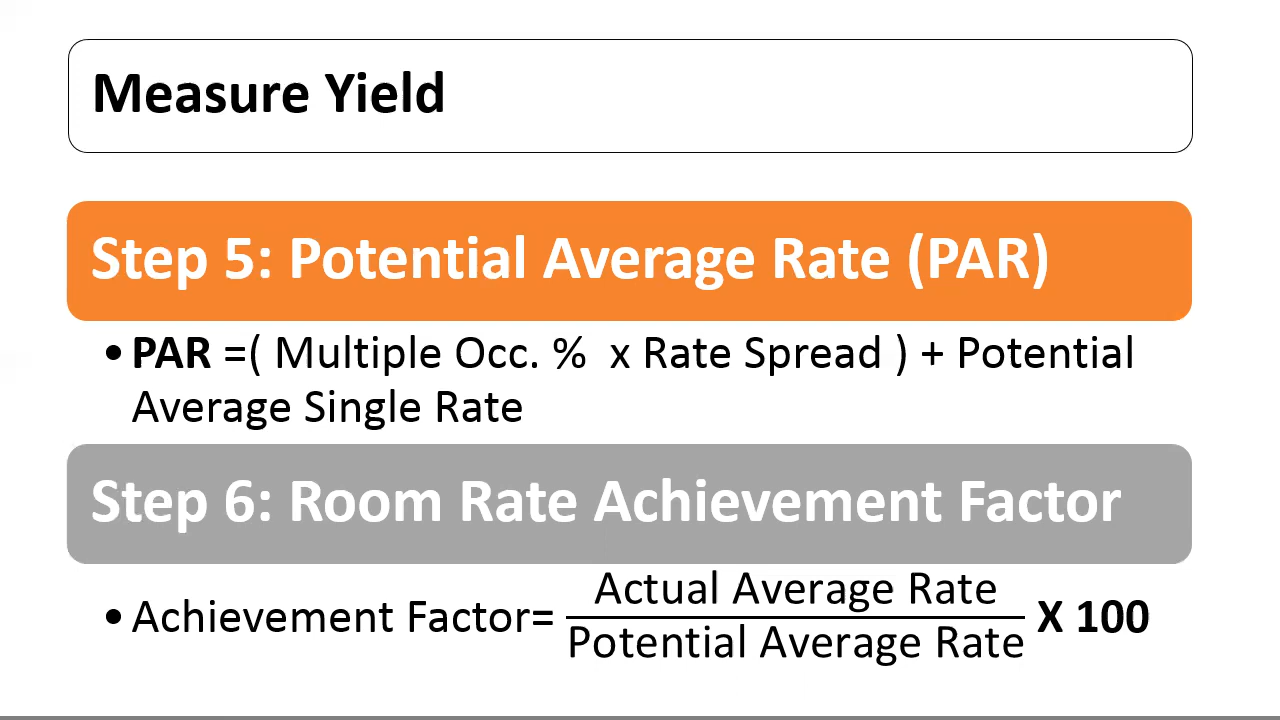 Measure Yield
Step 5: Potential Average Rate (PAR)
• PAR =( Multiple Occ. %  x Rate Spread ) + Potential
Average Single Rate
Step 6: Room Rate Achievement Factor
Actual Average Rate
• Achievement Factor= X 100
Potential Average Rate